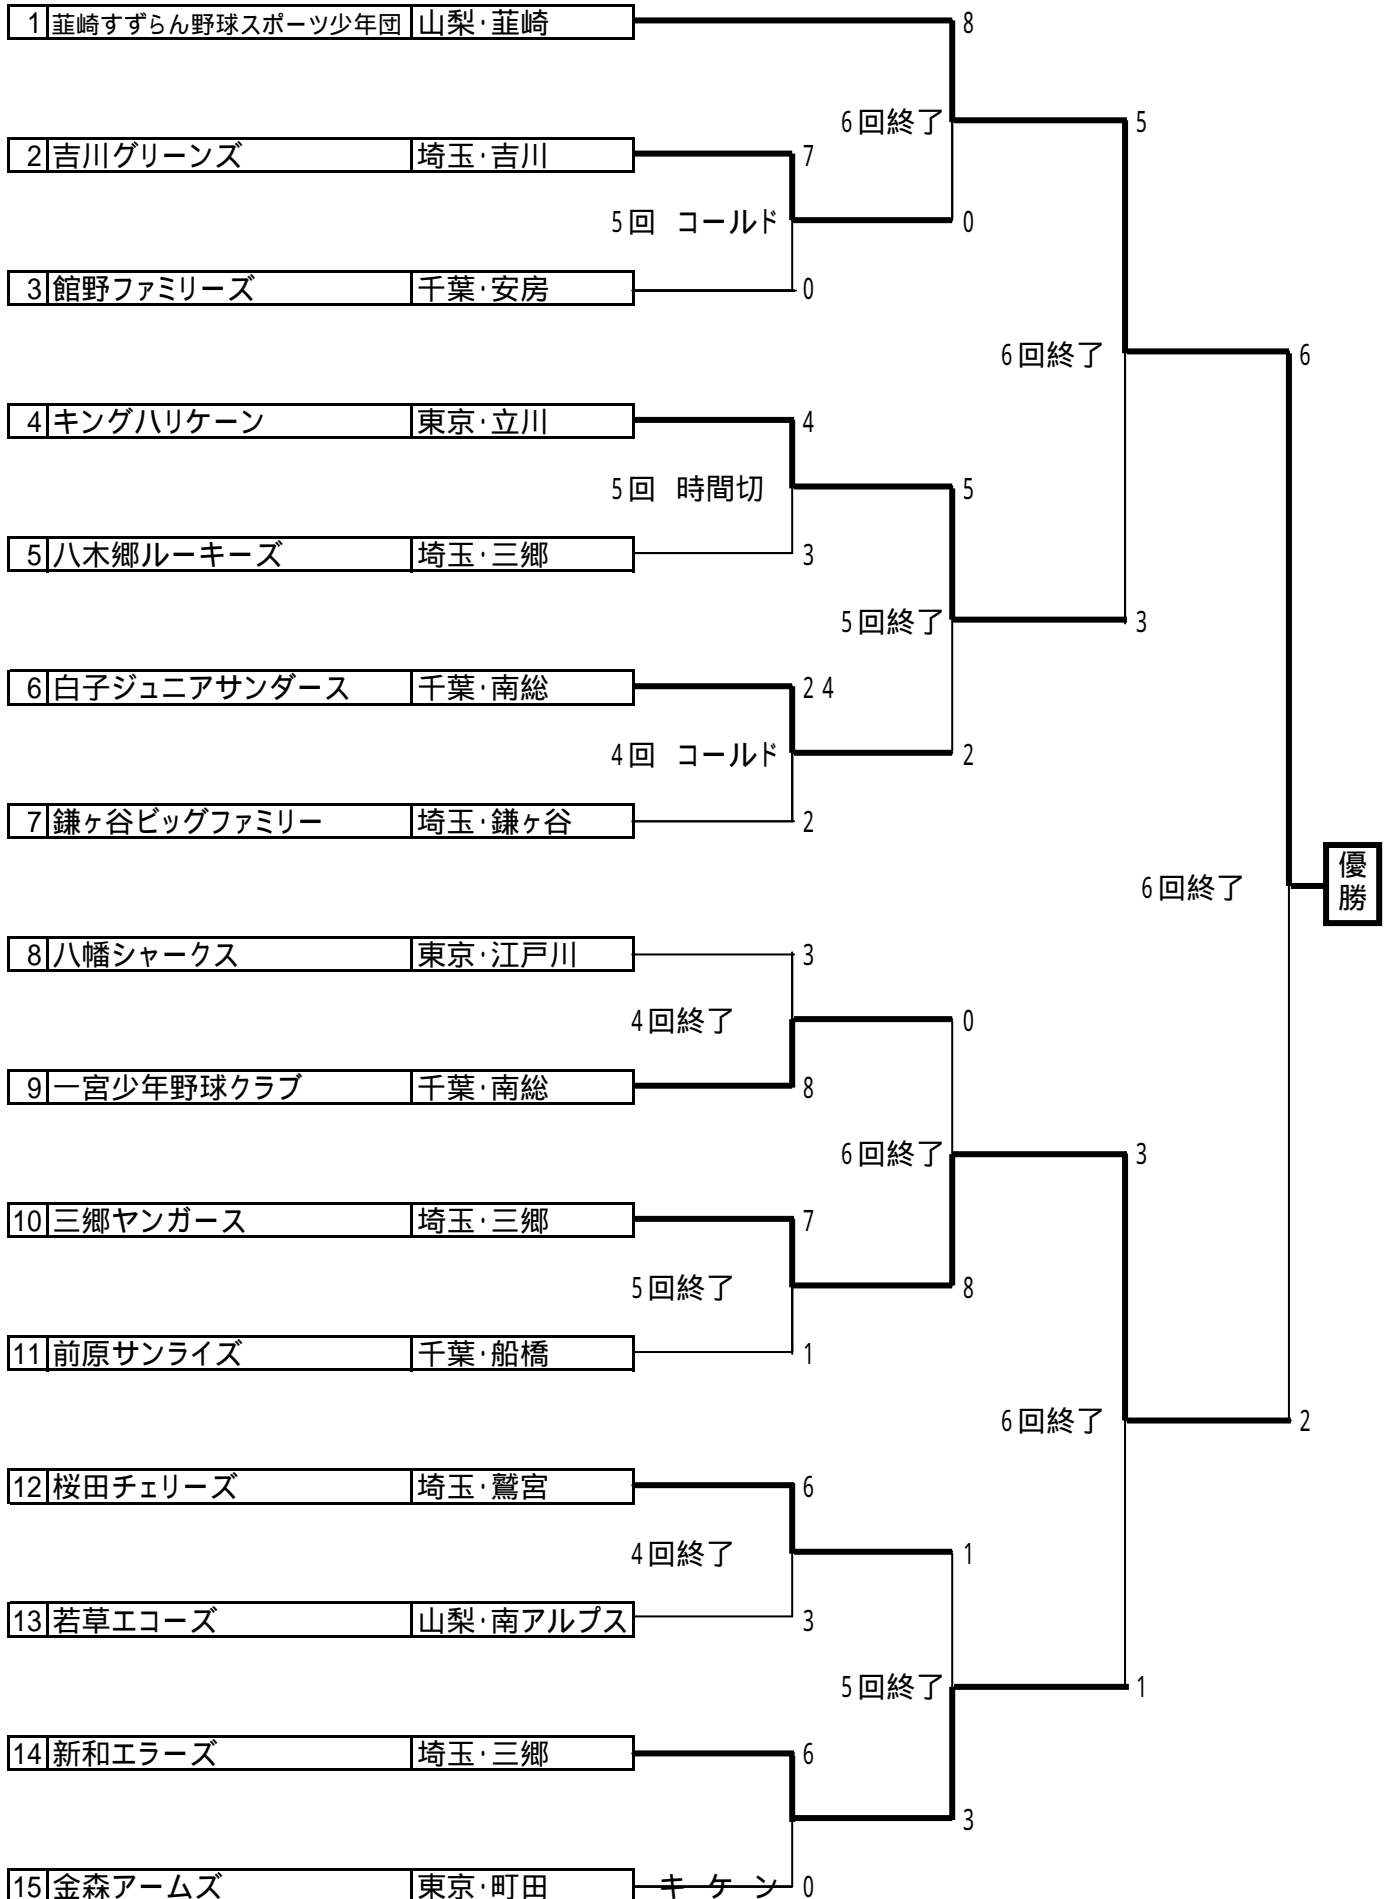 1 韮崎すずらん野球スポーツ少年団 山梨・韮崎 8
6回終了 5
2 吉川グリーンズ 埼玉・吉川 7
5回 コールド 0
3 館野ファミリーズ 千葉・安房 0
6回終了 6
4 キングハリケーン 東京・立川 4
5回 時間切 5
5 八木郷ルーキーズ 埼玉・三郷 3
5回終了 3
6 白子ジュニアサンダース 千葉・南総 24
4回 コールド 2
7 鎌ヶ谷ビッグファミリー 埼玉・鎌ヶ谷 2
6回終了 優勝
8 八幡シャークス 東京・江戸川 3
4回終了 0
9 一宮少年野球クラブ 千葉・南総 8
6回終了 3
10 三郷ヤンガース 埼玉・三郷 7
5回終了 8
11 前原サンライズ 千葉・船橋 1
6回終了 2
12 桜田チェリーズ 埼玉・鷲宮 6
4回終了 1
13 若草エコーズ 山梨・南アルプス 3
5回終了 1
14 新和エラーズ 埼玉・三郷 6
3
15 金森アームズ 東京・町田 キケン 0